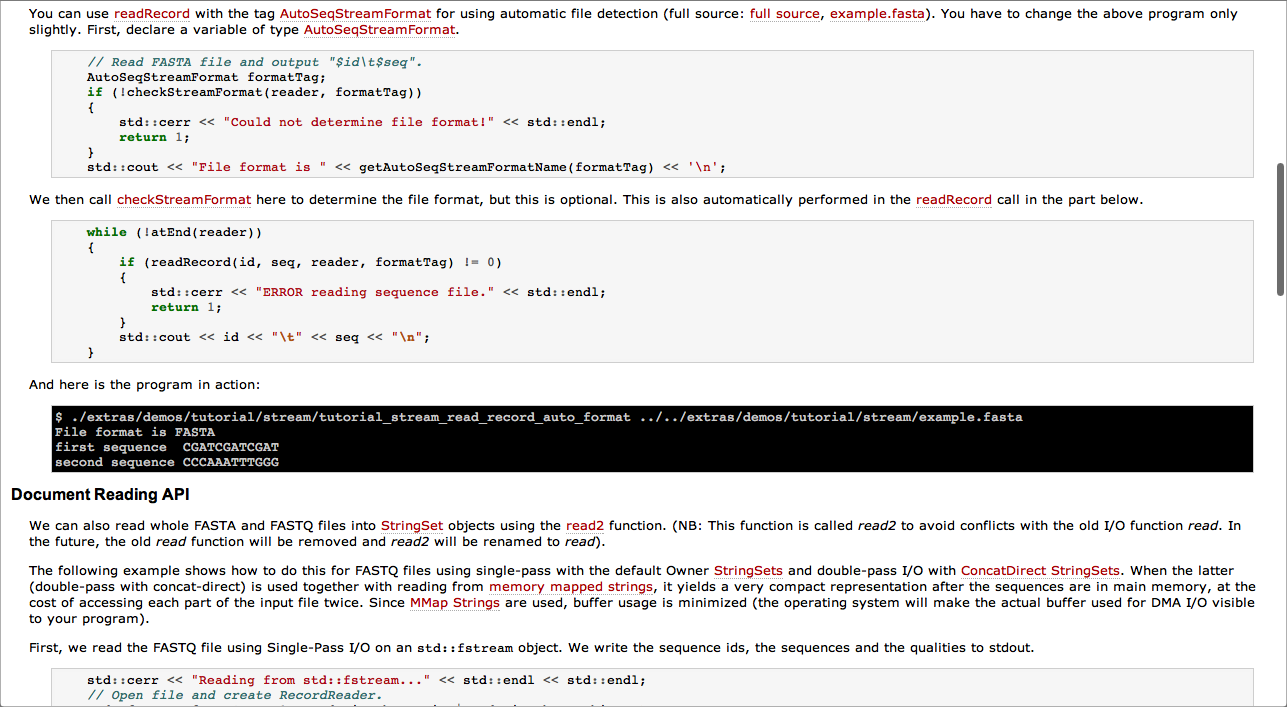 You can use readRecord with the tag AutoSeqStreamFormat for using automatic file detection (full source: full source, example.fasta). You have to change the above program only
slightly. First, declare a variable of type AutoSeqStreamFormat.
// Read FASTA file and output "$id\t$seq".
AutoSeqStreamFormat formatTag;
if (!checkStreamFormat(reader, formatTag))
{
    std::cerr << "Could not determine file format!" << std::endl;
    return 1;
}
std::cout << "File format is " << getAutoSeqStreamFormatName(formatTag) << '\n';
We then call checkStreamFormat here to determine the file format, but this is optional. This is also automatically performed in the readRecord call in the part below.
while (!atEnd(reader))
{
    if (readRecord(id, seq, reader, formatTag) != 0)
    {
        std::cerr << "ERROR reading sequence file." << std::endl;
        return 1;
    }
    std::cout << id << "\t" << seq << "\n";
}
And here is the program in action:
$ ./extras/demos/tutorial/stream/tutorial_stream_read_record_auto_format ../../extras/demos/tutorial/stream/example.fasta
File format is FASTA
first sequence  CGATCGATCGAT
second sequence CCCAAATTTGGG
Document Reading API
We can also read whole FASTA and FASTQ files into StringSet objects using the read2 function. (NB: This function is called read2 to avoid conflicts with the old I/O function read. In
the future, the old read function will be removed and read2 will be renamed to read).
The following example shows how to do this for FASTQ files using single-pass with the default Owner StringSets and double-pass I/O with ConcatDirect StringSets. When the latter
(double-pass with concat-direct) is used together with reading from memory mapped strings, it yields a very compact representation after the sequences are in main memory, at the
cost of accessing each part of the input file twice. Since MMap Strings are used, buffer usage is minimized (the operating system will make the actual buffer used for DMA I/O visible
to your program).
First, we read the FASTQ file using Single-Pass I/O on an std::fstream object. We write the sequence ids, the sequences and the qualities to stdout.
std::cerr << "Reading from std::fstream..." << std::endl << std::endl;
// Open file and create RecordReader.